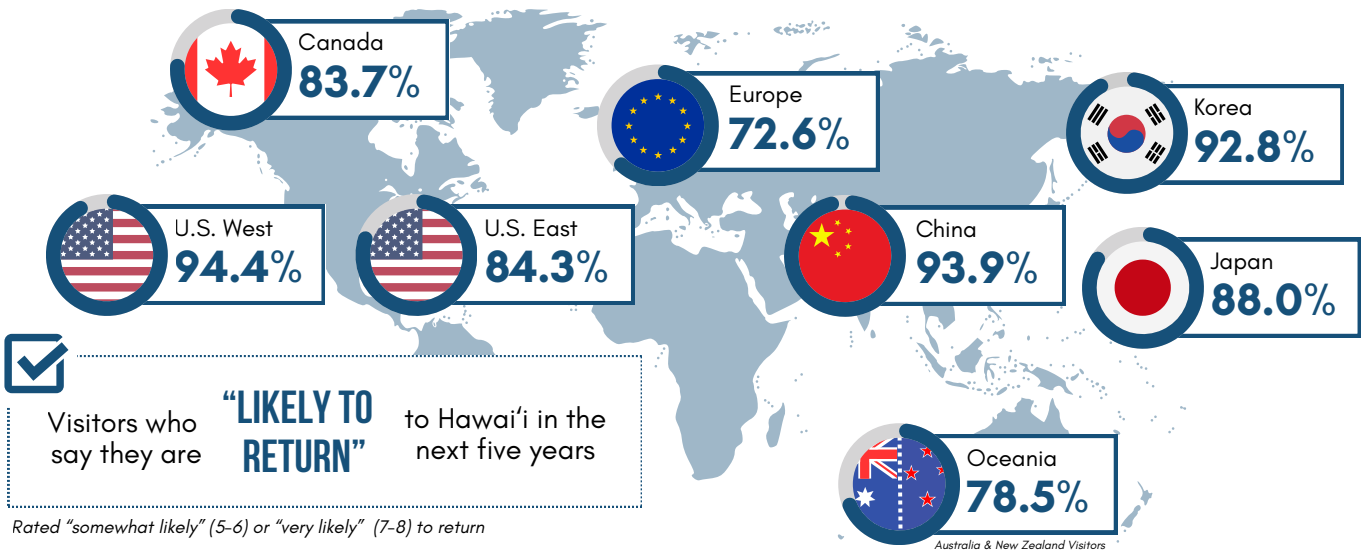 Canada
83.7%
Europe
72.6%
Korea
92.8%
U.S. West
94.4%
U.S. East
84.3%
China
93.9%
Japan
88.0%
Visitors who
say they are
“LIKELY TO
RETURN”
to Hawai‘i in the
next five years
Oceania
78.5%
Rated “somewhat likely” (5-6) or “very likely” (7-8) to return
Australia & New Zealand Visitors